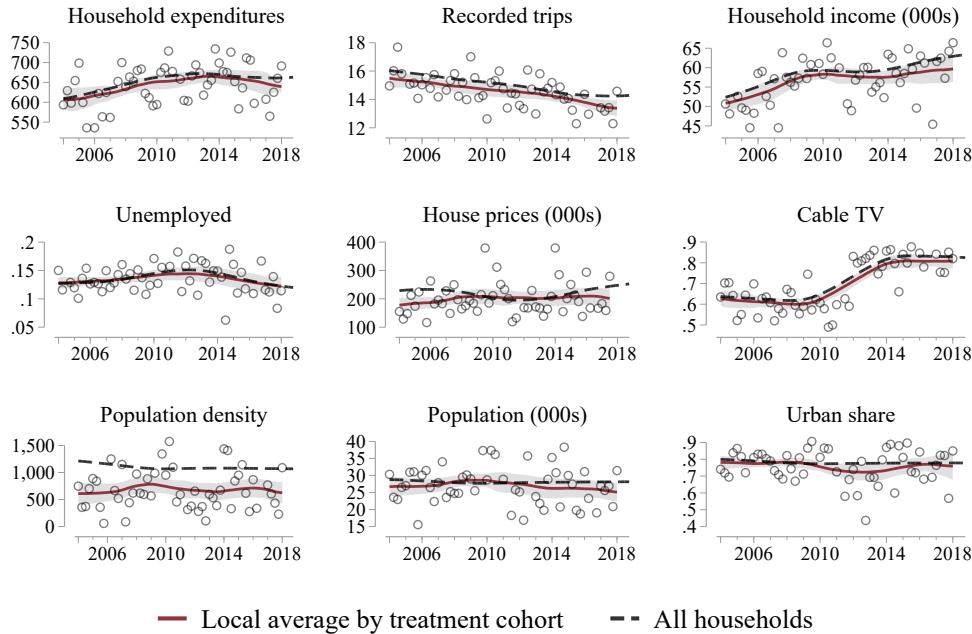 Household expenditures
750
700
650
600
550
2006 2010 2014 2018
Recorded trips
18
16
14
12
2006 2010 2014 2018
Household income (000s)
65
60
55
50
45
2006 2010 2014 2018
Unemployed
.2
.15
.1
.05
2006 2010 2014 2018
House prices (000s)
400
300
200
100
2006 2010 2014 2018
Cable TV
.9
.8
.7
.6
.5
2006 2010 2014 2018
Population density
1,500
1,000
500
0
2006 2010 2014 2018
Population (000s)
40
35
30
25
20
15
2006 2010 2014 2018
Urban share
.9
.8
.7
.6
.5
.4
2006 2010 2014 2018
Local average by treatment cohort
All households